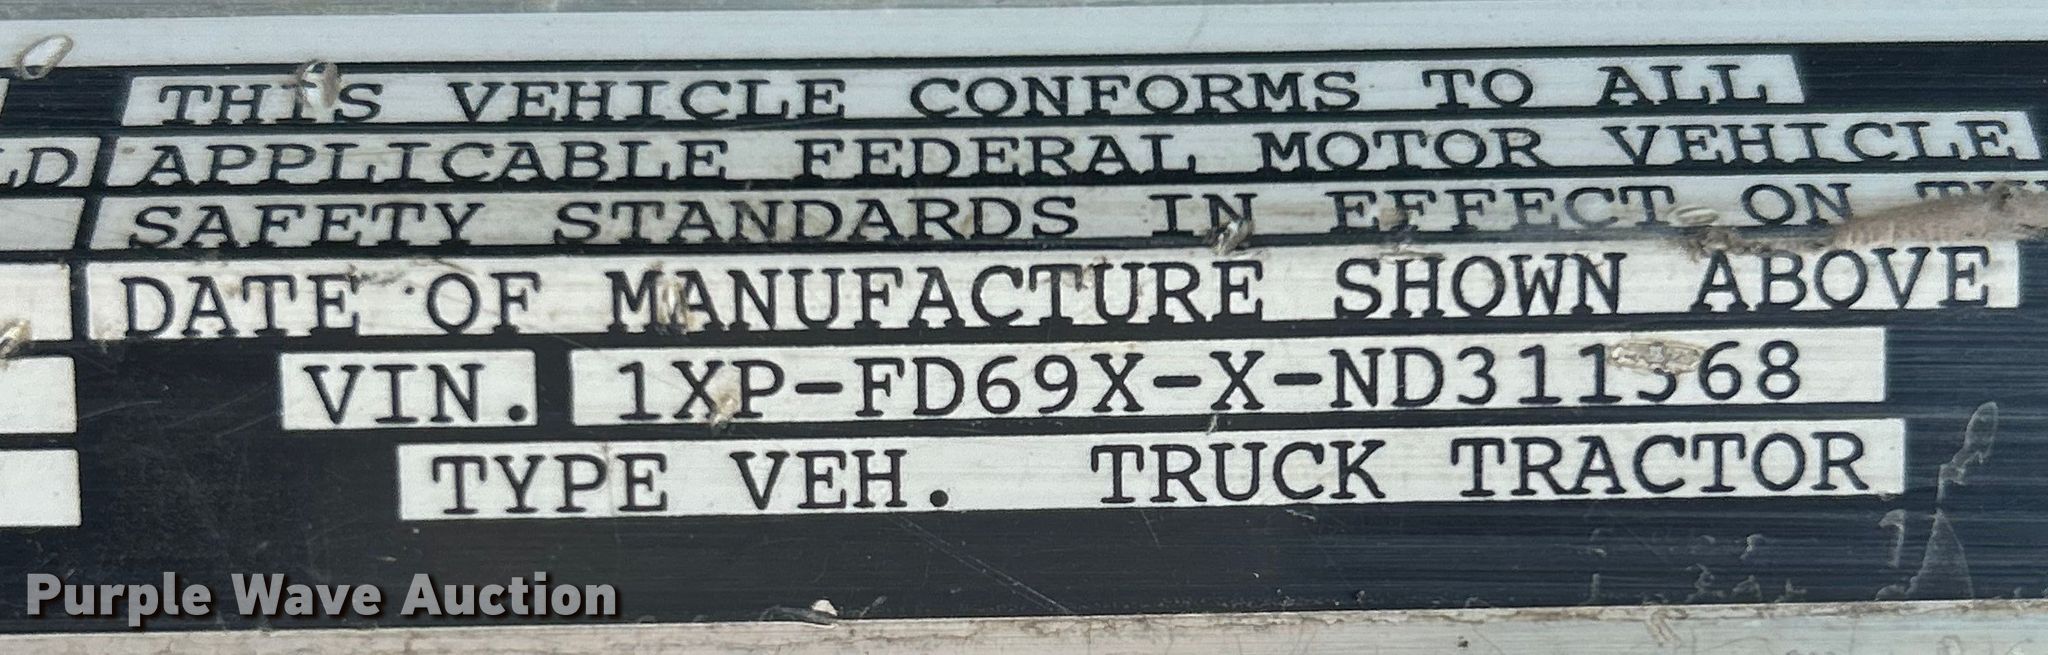 THIS VEHICLE CONFORMS TO ALL
LD APPLICABLE FEDERAL MOTOR VEHICLE
SAFETY STANDARDS IN EFFECT ON
DATE OF MANUFACTURE SHOWN ABOVE
VIN. 1XP-FD69X-X-ND311368
TYPE VEH. TRUCK TRACTOR
Purple Wave Auction